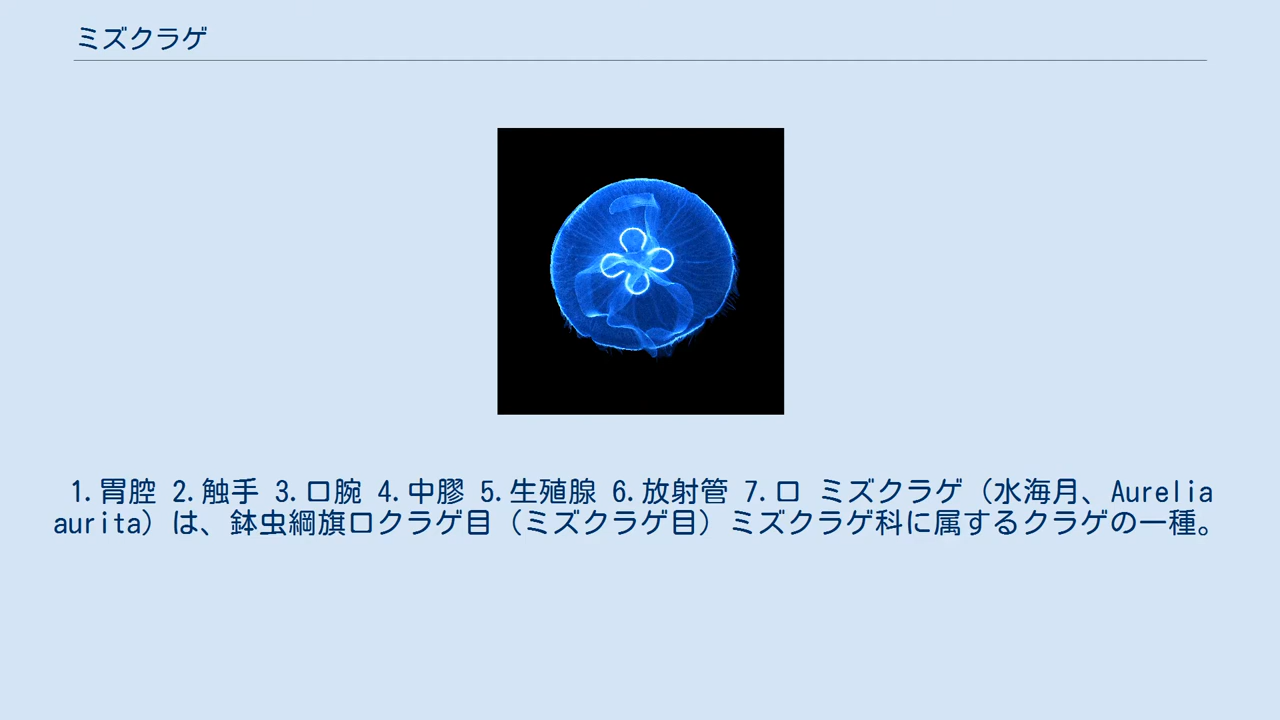 ミズクラゲ
1.胃腔 2.触手 3.口腕 4.中膠 5.生殖腺 6.放射管 7.口 ミズクラゲ（水海月、Aurelia
aurita）は、鉢虫綱旗口クラゲ目（ミズクラゲ目）ミズクラゲ科に属するクラゲの一種。